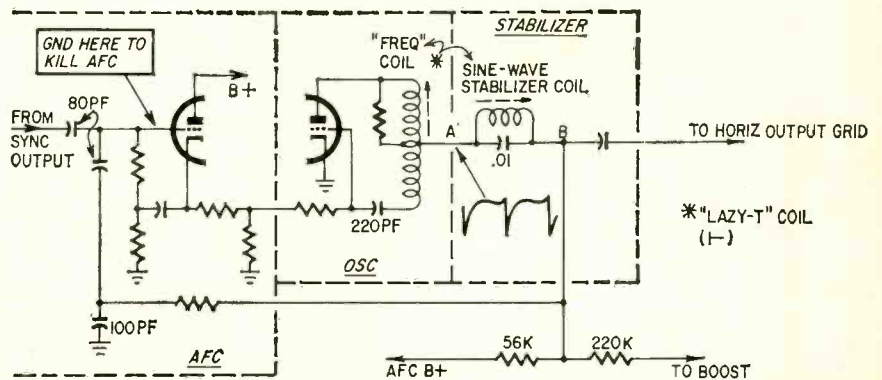 STABILIZER
GND HERE TO
KILL AFC
"FREQ"
COIL
*
SINE-WAVE
STABILIZER COIL
B+
80PF
FROM
SYNC
OUTPUT
A
B
.01
TO HORIZ OUTPUT GRID
220PF
*"LAZY-T" COIL
(⊢)
OSC
100PF
AFC
56K
220K
AFC B+
TO BOOST